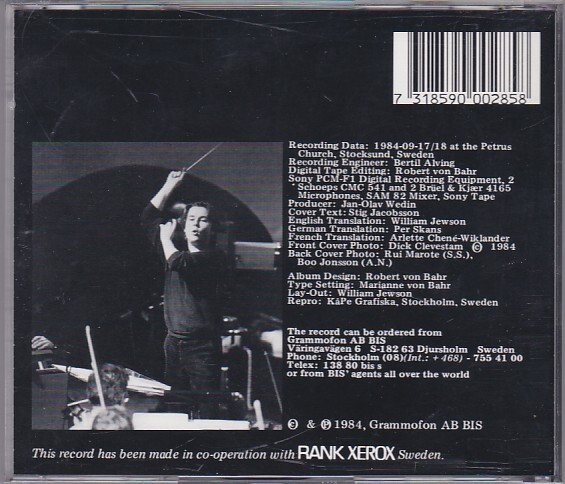 7 318590 002858
Recording Data: 1984-09-17/18 at the Petrus
Church, Stocksund, Sweden
Recording Engineer: Bertil Alving
Digital Tape Editing: Robert von Bahr
Sony PCM-F1 Digital Recording Equipment, 2
Schoeps CMC 541 and 2 Brüel & Kjær 4165
Microphones, SAM 82 Mixer, Sony Tape
Producer: Jan-Olav Wedin
Cover Text: Stig Jacobsson
English Translation: William Jewson
German Translation: Per Skans
French Translation: Arlette Chené-Wiklander
Front Cover Photo: Dick Clevestam © 1984
Back Cover Photo: Rui Marote (S.S.),
Boo Jonsson (A.N.)
Album Design: Robert von Bahr
Type Setting: Marianne von Bahr
Lay-Out: William Jewson
Repro: KåPe Grafiska, Stockholm, Sweden
The record can be ordered from
Grammofon AB BIS
Väringavägen 6 S-182 63 Djursholm Sweden
Phone: Stockholm (08)(Int.: + 468) - 755 41 00
Telex: 138 80 bis s
or from BIS' agents all over the world
© & ℗ 1984, Grammofon AB BIS
This record has been made in co-operation with RANK XEROX Sweden.